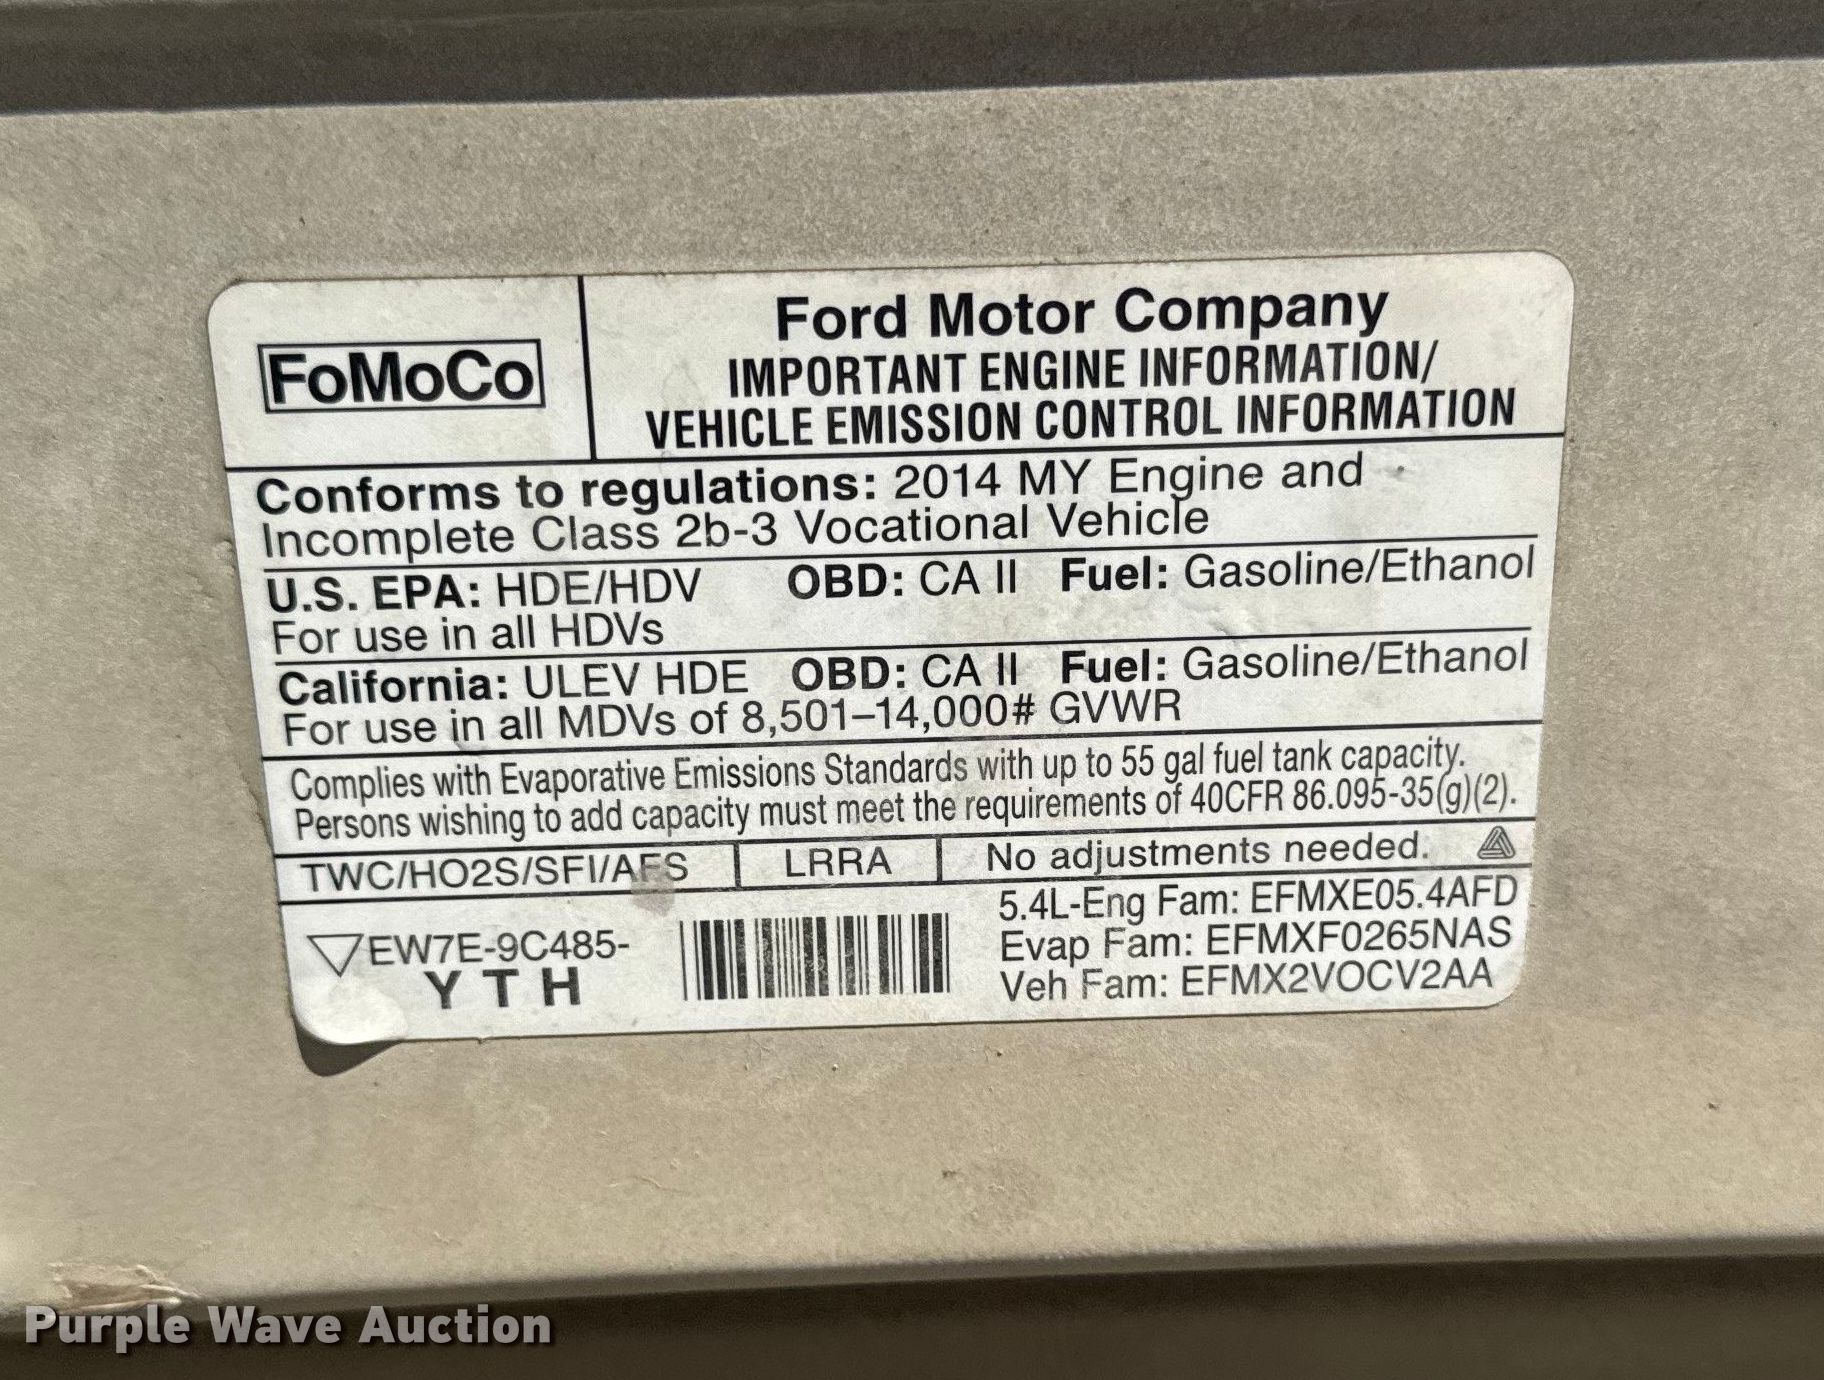 FoMoCo
Ford Motor Company
IMPORTANT ENGINE INFORMATION/
VEHICLE EMISSION CONTROL INFORMATION
Conforms to regulations: 2014 MY Engine and
Incomplete Class 2b-3 Vocational Vehicle
U.S. EPA: HDE/HDV OBD: CA II Fuel: Gasoline/Ethanol
For use in all HDVs
California: ULEV HDE OBD: CA II Fuel: Gasoline/Ethanol
For use in all MDVs of 8,501–14,000# GVWR
Complies with Evaporative Emissions Standards with up to 55 gal fuel tank capacity.
Persons wishing to add capacity must meet the requirements of 40CFR 86.095-35(g)(2).
TWC/HO2S/SFI/AFS LRRA No adjustments needed.
EW7E-9C485-
Y T H
5.4L-Eng Fam: EFMXE05.4AFD
Evap Fam: EFMXF0265NAS
Veh Fam: EFMX2VOCV2AA
Purple Wave Auction